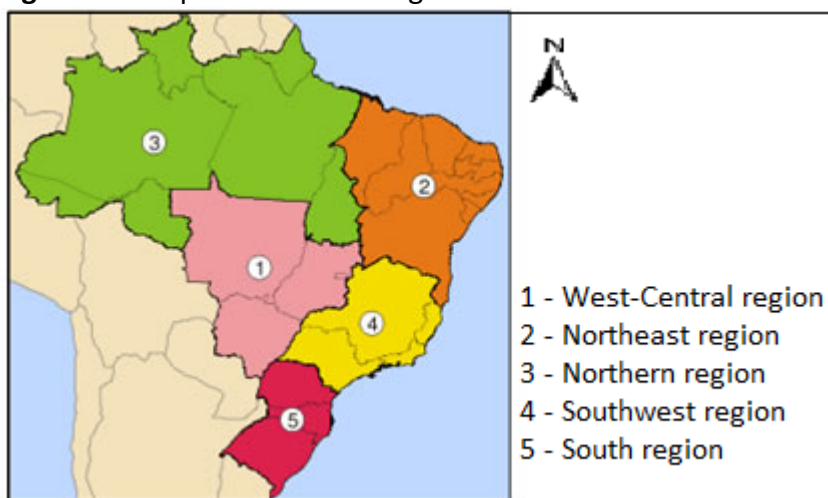 3
2
1
4
5
N
1 - West-Central region
2 - Northeast region
3 - Northern region
4 - Southwest region
5 - South region